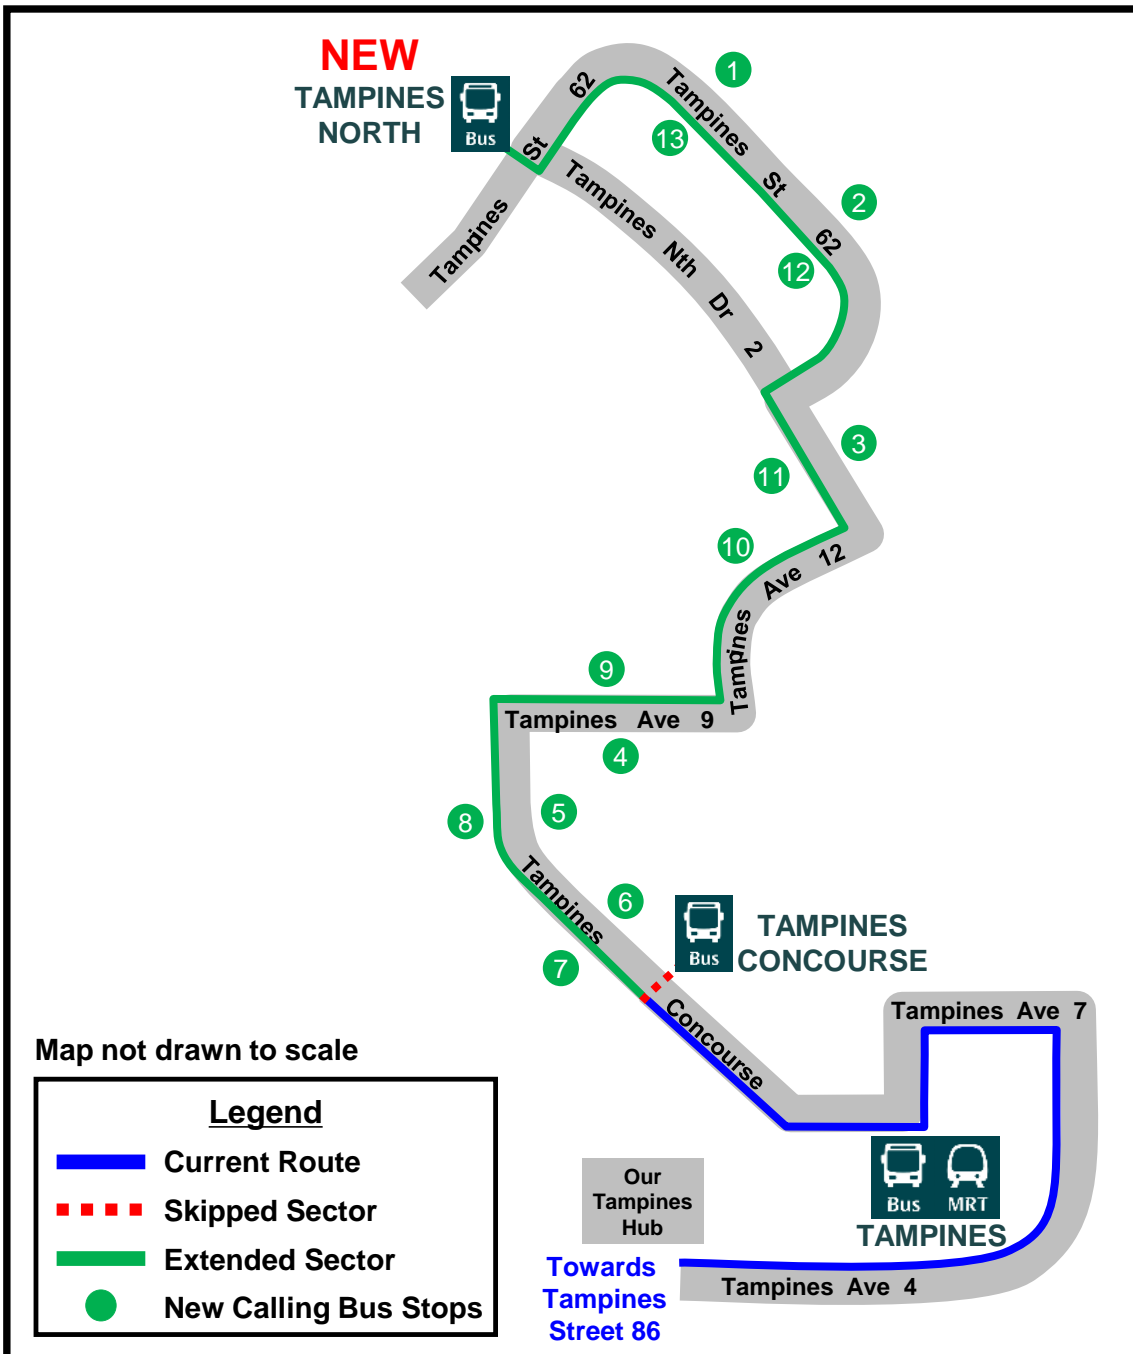 NEW
TAMPINES
NORTH
Bus
Tampines St 62
Tampines St 62
1
13
2
12
Tampines Nth Dr 2
3
11
10
Tampines Ave 12
9
Tampines Ave 9
4
5
8
6
7
Tampines Concourse
Bus
TAMPINES
CONCOURSE
Tampines Ave 7
Bus MRT
TAMPINES
Our
Tampines
Hub
Towards
Tampines
Street 86
Tampines Ave 4
Map not drawn to scale
Legend
Current Route
Skipped Sector
Extended Sector
New Calling Bus Stops